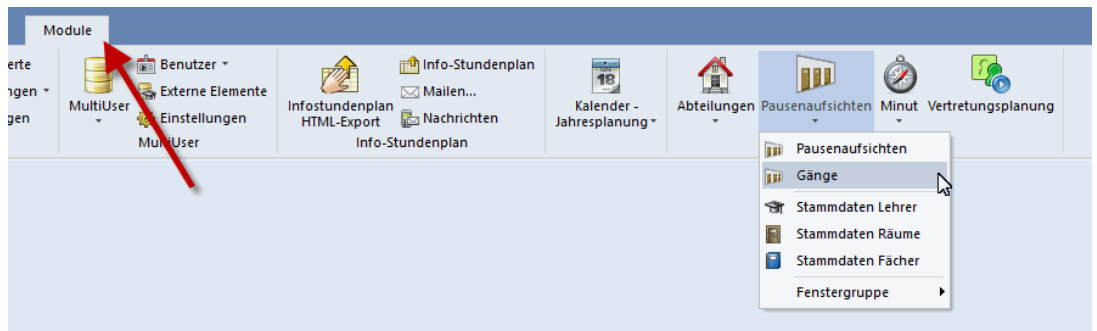 Module
erte
ngen
gen
MultiUser
Benutzer
Externe Elemente
Einstellungen
MultiUser
Infostundenplan
HTML-Export
Info-Stundenplan
Mailen...
Nachrichten
Info-Stundenplan
18
Kalender -
Jahresplanung
Abteilungen
Pausenaufsichten
Minut
Vertretungsplanung
Pausenaufsichten
Gänge
Stammdaten Lehrer
Stammdaten Räume
Stammdaten Fächer
Fenstergruppe